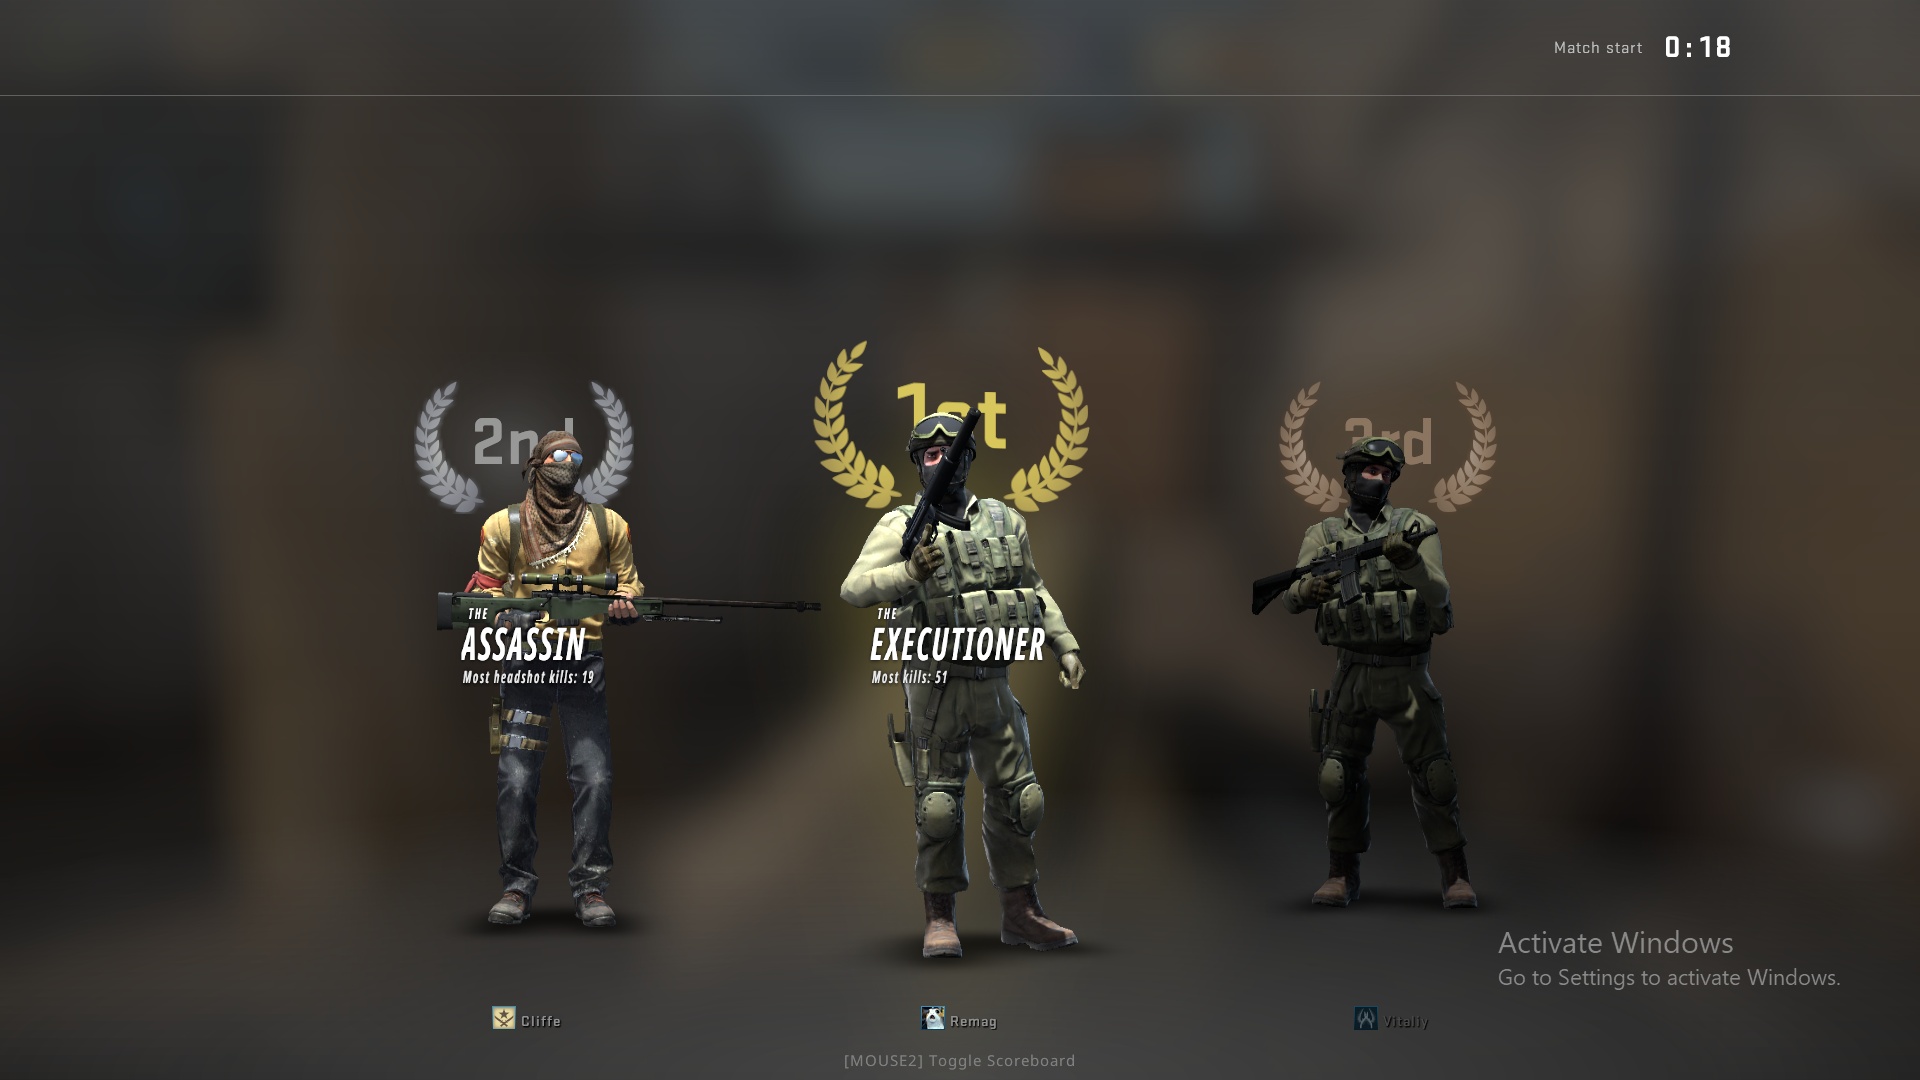 Match start 0:18
1st
2nd
3rd
THE
ASSASSIN
Most headshot kills: 19
THE
EXECUTIONER
Most kills: 51
Activate Windows
Go to Settings to activate Windows.
Cliffe
Remag
Vitaliy
[MOUSE2] Toggle Scoreboard